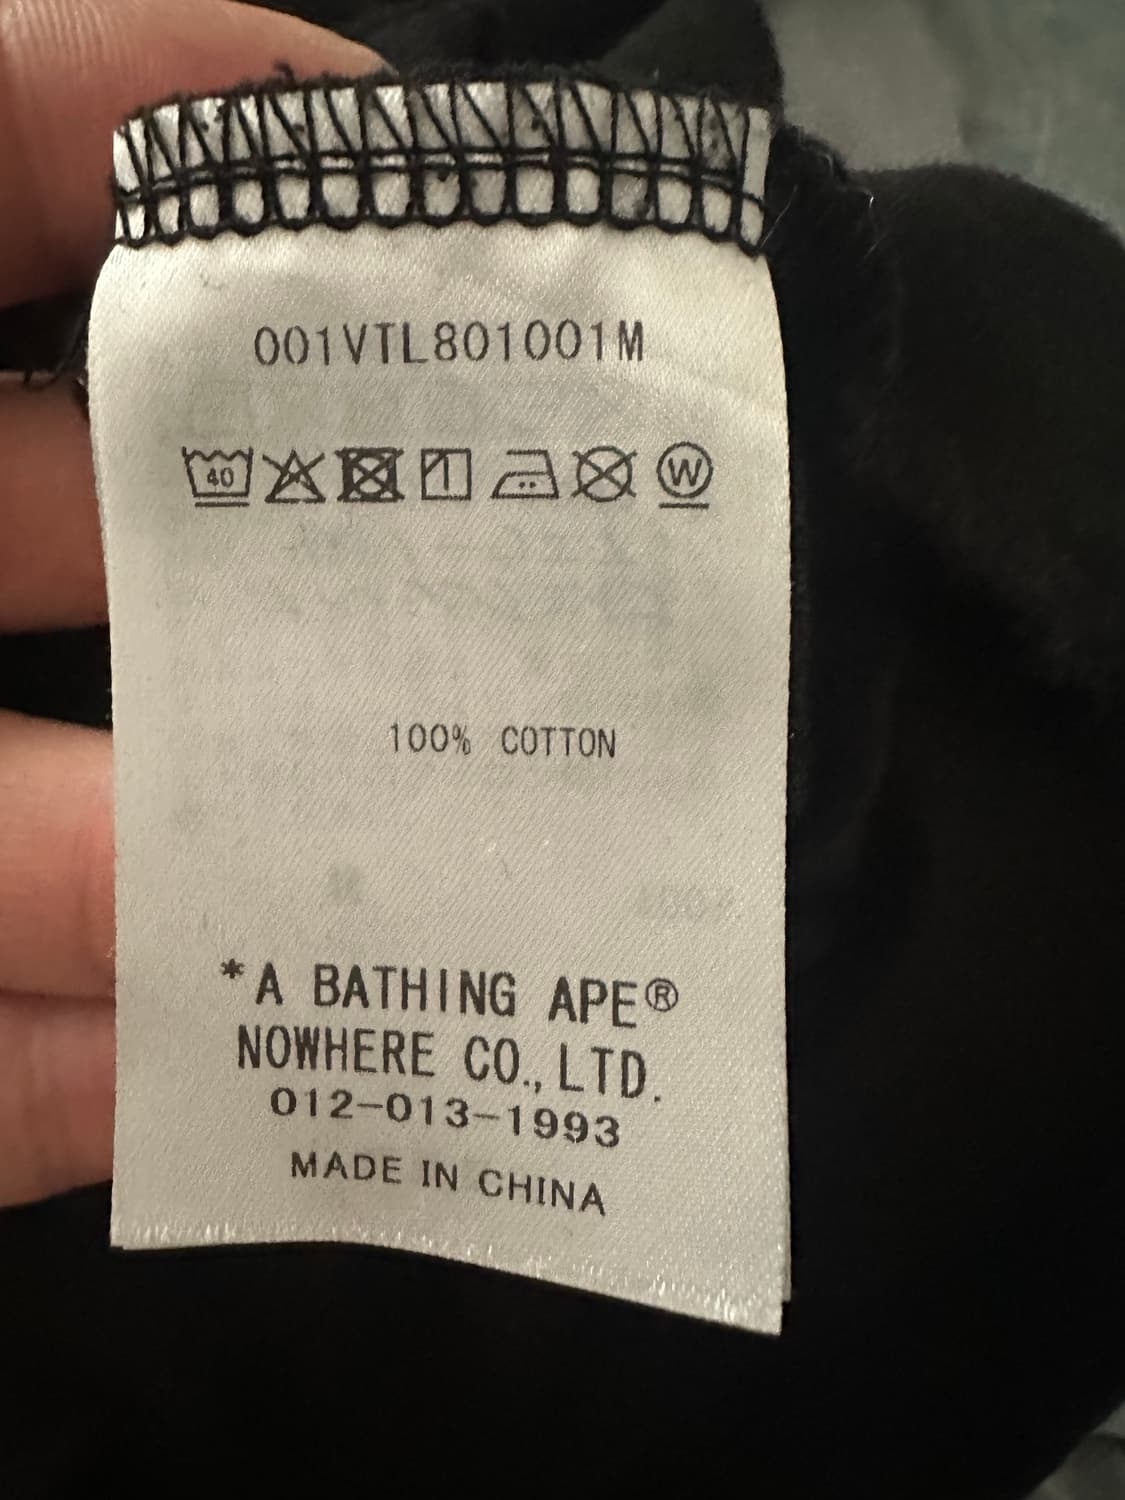 001VTL801001M
40 W
100% COTTON
*A BATHING APE®
NOWHERE CO., LTD.
012-013-1993
MADE IN CHINA